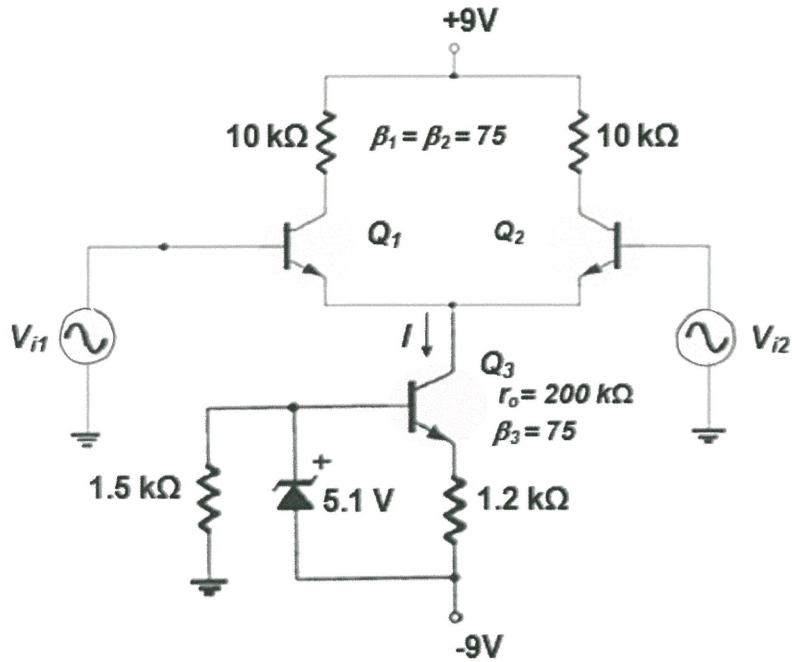 +9V
10 kΩ β₁ = β₂ = 75 10 kΩ
Q₁ Q₂
Vᵢ₁ I Vᵢ₂
Q₃
rₒ= 200 kΩ
β₃ = 75
+
1.5 kΩ 5.1 V 1.2 kΩ
-9V